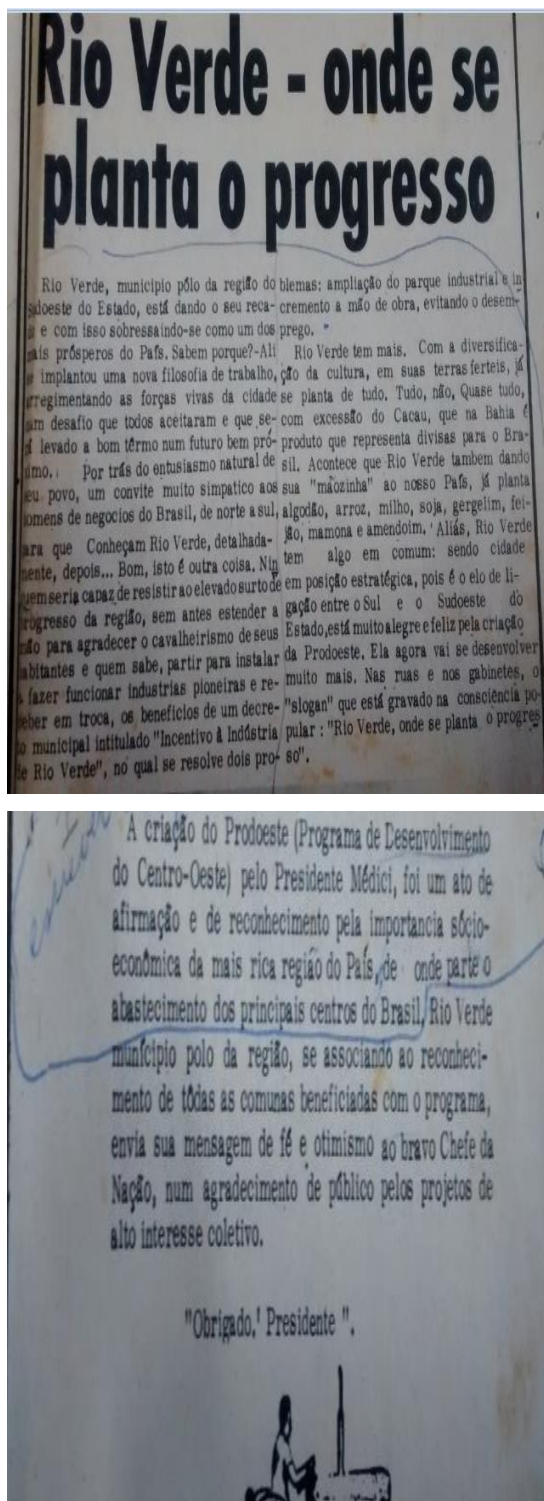 Rio Verde - onde se
planta o progresso
Rio Verde, municipio pólo da região do
Sudoeste do Estado, está dando o seu reca-
e com isso sobressaindo-se como um dos
mais prósperos do País. Sabem porque?-Ali
implantou uma nova filosofia de trabalho,
arregimentando as forças vivas da cidade
desafio que todos aceitaram e que se-
levado a bom têrmo num futuro bem pró-
ximo. Por trás do entusiasmo natural de
seu povo, um convite muito simpatico aos
homens de negocios do Brasil, de norte a sul,
para que Conheçam Rio Verde, detalhada-
mente, depois... Bom, isto é outra coisa. Nin
guem seria capaz de resistir ao elevado surto de
progresso da região, sem antes estender a
mão para agradecer o cavalheirismo de seus
habitantes e quem sabe, partir para instalar
fazer funcionar industrias pioneiras e re-
ceber em troca, os beneficios de um decre-
to municipal intitulado "Incentivo à Indústria
de Rio Verde", no qual se resolve dois pro-
blemas: ampliação do parque industrial e in
cremento a mão de obra, evitando o desem-
prego.
Rio Verde tem mais. Com a diversifica-
ção da cultura, em suas terras ferteis, já
se planta de tudo. Tudo, não, Quase tudo,
com excessão do Cacau, que na Bahia é
produto que representa divisas para o Bra-
sil. Acontece que Rio Verde tambem dando
sua "mãozinha" ao nosso País, já planta
algodão, arroz, milho, soja, gergelim, fei-
jão, mamona e amendoim. Aliás, Rio Verde
tem algo em comum: sendo cidade
em posição estratégica, pois é o elo de li-
gação entre o Sul e o Sudoeste do
Estado, está muito alegre e feliz pela criação
da Prodoeste. Ela agora vai se desenvolver
muito mais. Nas ruas e nos gabinetes, o
"slogan" que está gravado na consciência po-
pular : "Rio Verde, onde se planta o progres
so".
A criação do Prodoeste (Programa de Desenvolvimento
do Centro-Oeste) pelo Presidente Médici, foi um ato de
afirmação e de reconhecimento pela importancia sócio-
econômica da mais rica região do País, de onde parte o
abastecimento dos principais centros do Brasil, Rio Verde
município polo da região, se associando ao reconheci-
mento de tôdas as comunas beneficiadas com o programa,
envia sua mensagem de fé e otimismo ao bravo Chefe da
Nação, num agradecimento de público pelos projetos de
alto interesse coletivo.
"Obrigado.' Presidente ".